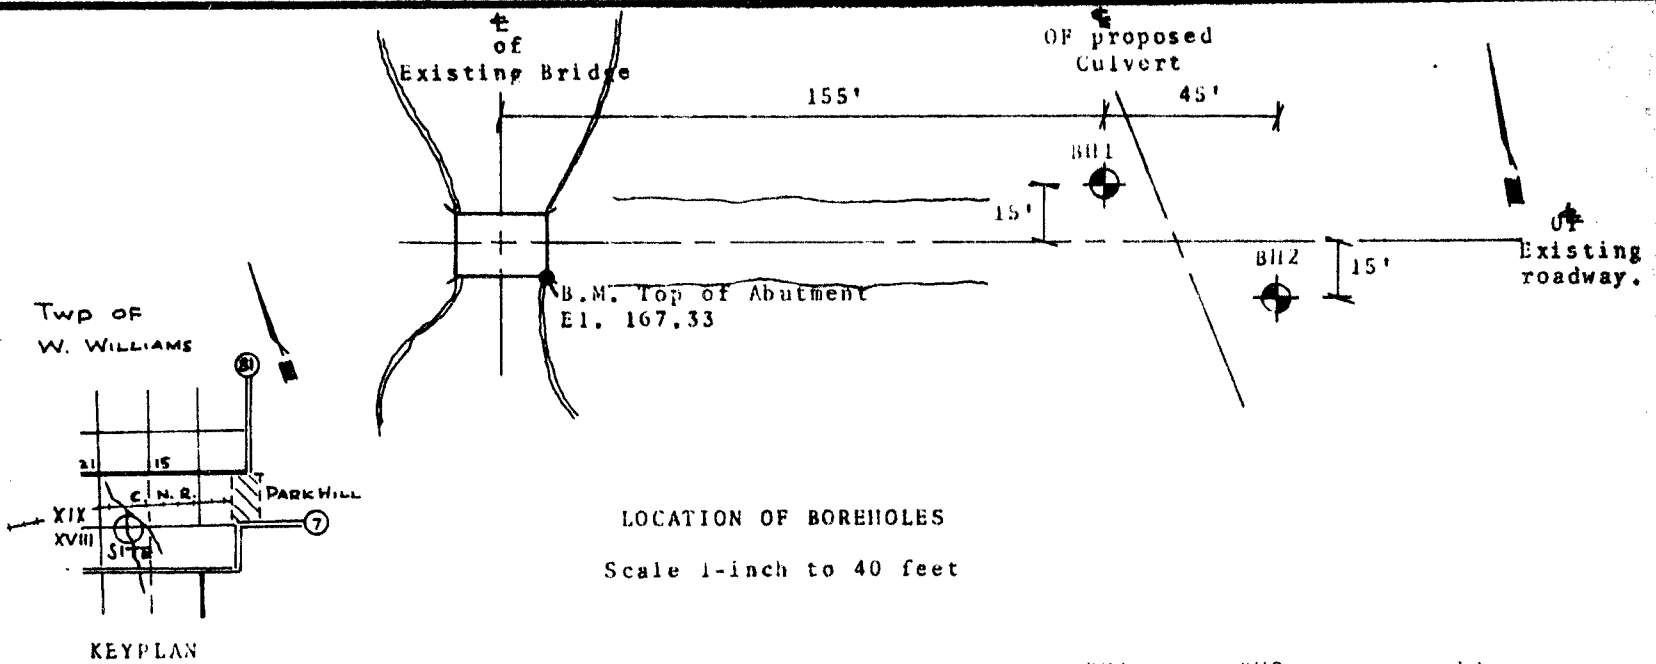 ℄
of
Existing Bridge
℄
OF proposed
Culvert
155'
45'
BH1
15'
BH2
15'
℄
OF
Existing
roadway.
B.M. Top of Abutment
El. 167.33
Twp OF
W. WILLIAMS
81
21
15
C. N. R.
PARKHILL
XIX
XVIII
Site
7
LOCATION OF BOREHOLES
Scale 1-inch to 40 feet
KEYPLAN